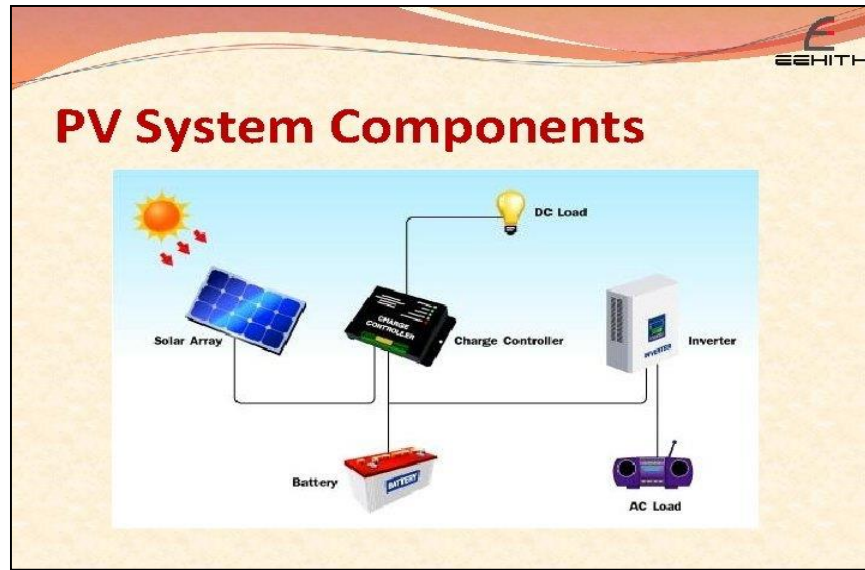 EEHITH
PV System Components
DC Load
CHARGE
CONTROLLER
Solar Array
Charge Controller
INVERTER
Inverter
Battery
BATTERY
AC Load